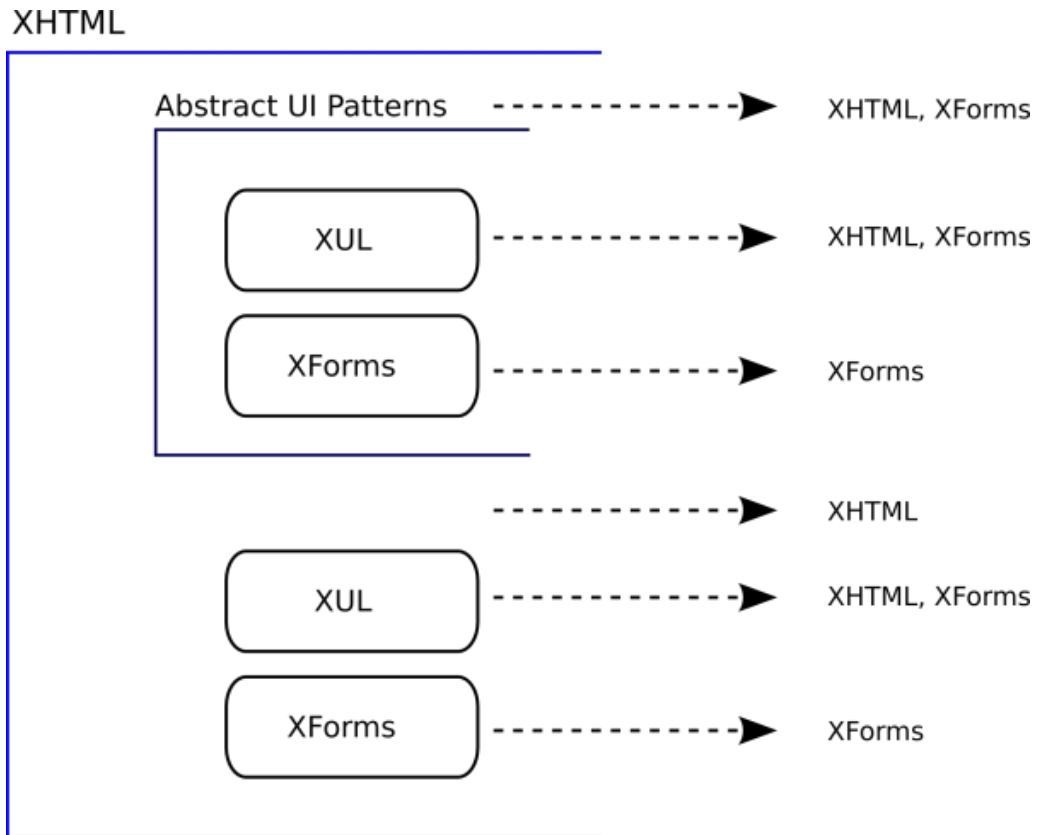 XHTML
Abstract UI Patterns
XHTML, XForms
XUL
XHTML, XForms
XForms
XForms
XHTML
XUL
XHTML, XForms
XForms
XForms